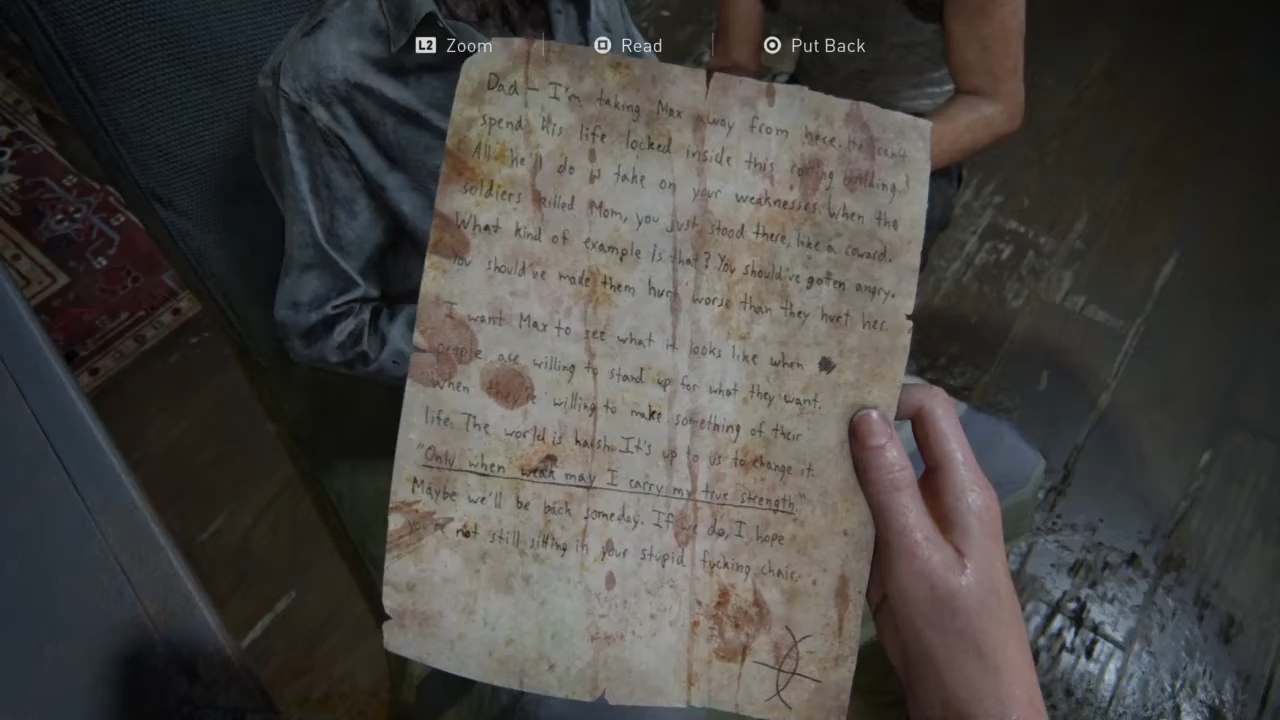 L2 Zoom
Read
Put Back
Dad - I'm taking Max away from here. He can't
spend his life locked inside this rotting building!
All he'll do is take on your weaknesses. When the
soldiers killed Mom, you just stood there, like a coward.
What kind of example is that? You should've gotten angry.
You should've made them hurt worse than they hurt her.
I want Max to see what it looks like when
people are willing to stand up for what they want.
When they're willing to make something of their
life. The world is harsh. It's up to us to change it.
"Only when weak may I carry my true strength."
Maybe we'll be back someday. If we do, I hope
you're not still sitting in your stupid fucking chair.